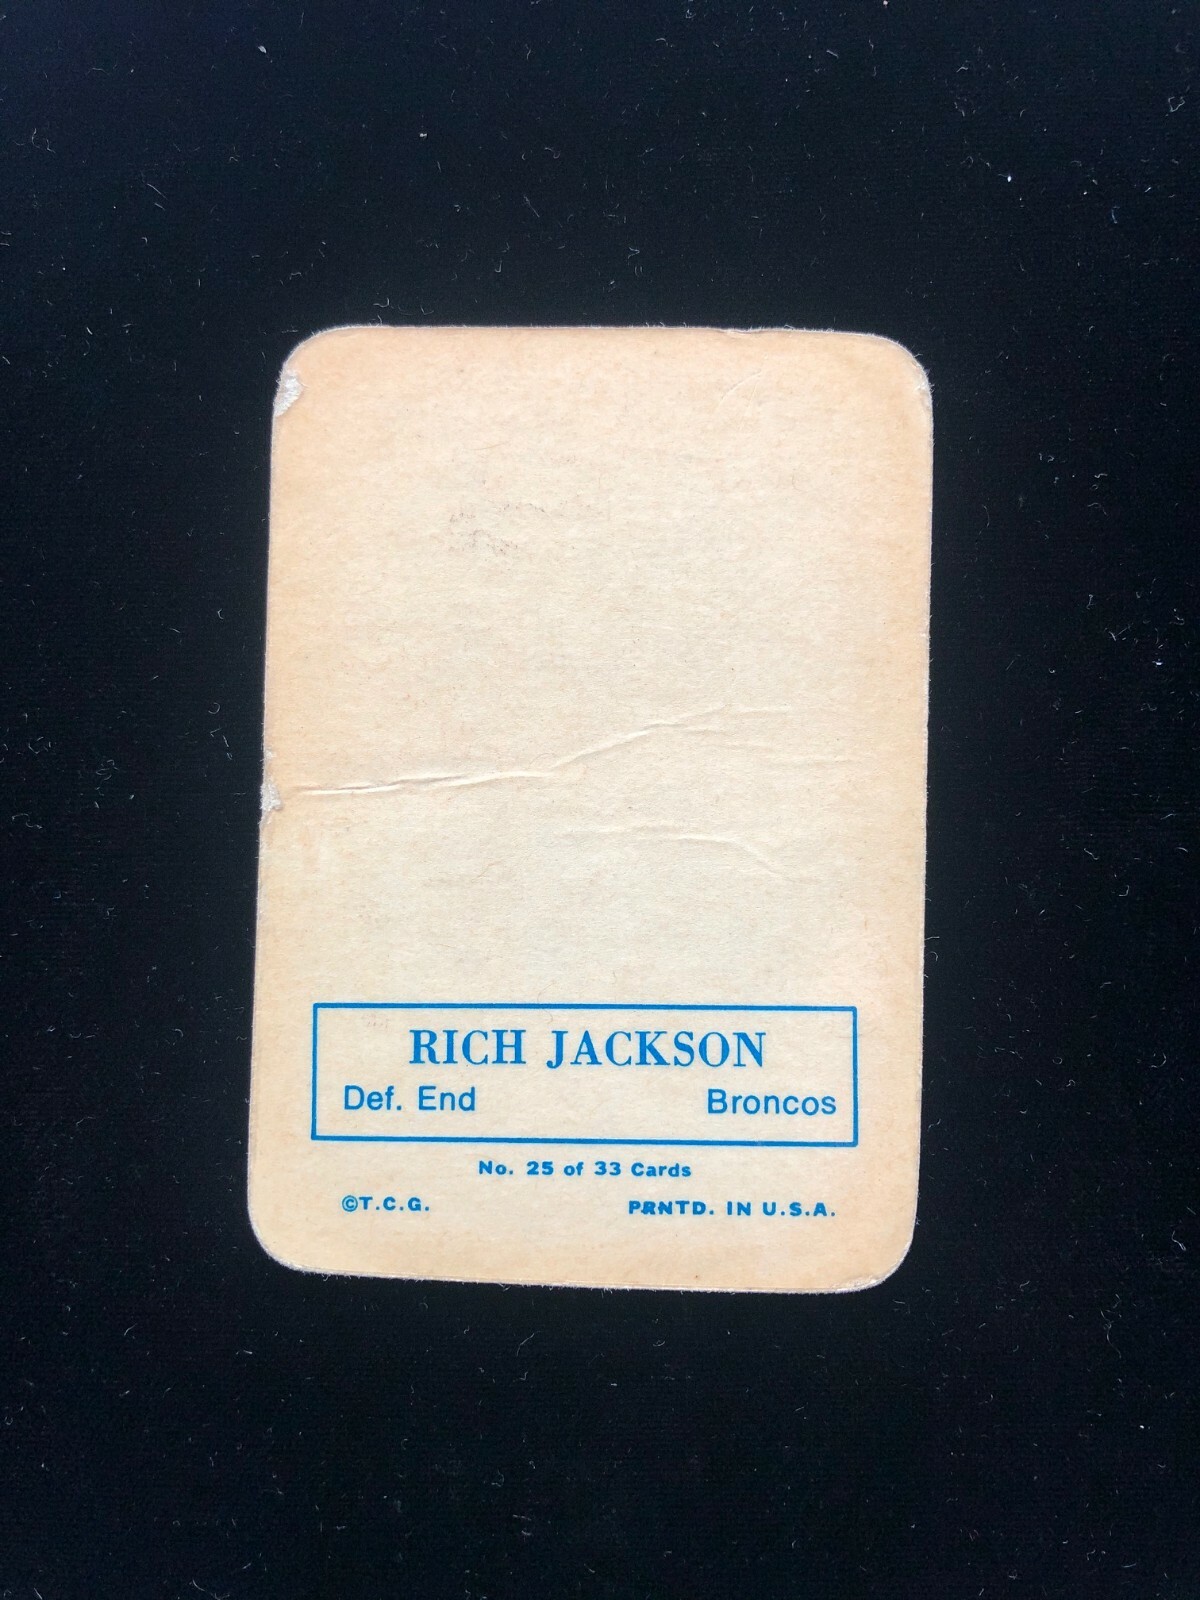 RICH JACKSON
Def. End Broncos
No. 25 of 33 Cards
©T.C.G. PRNTD. IN U.S.A.